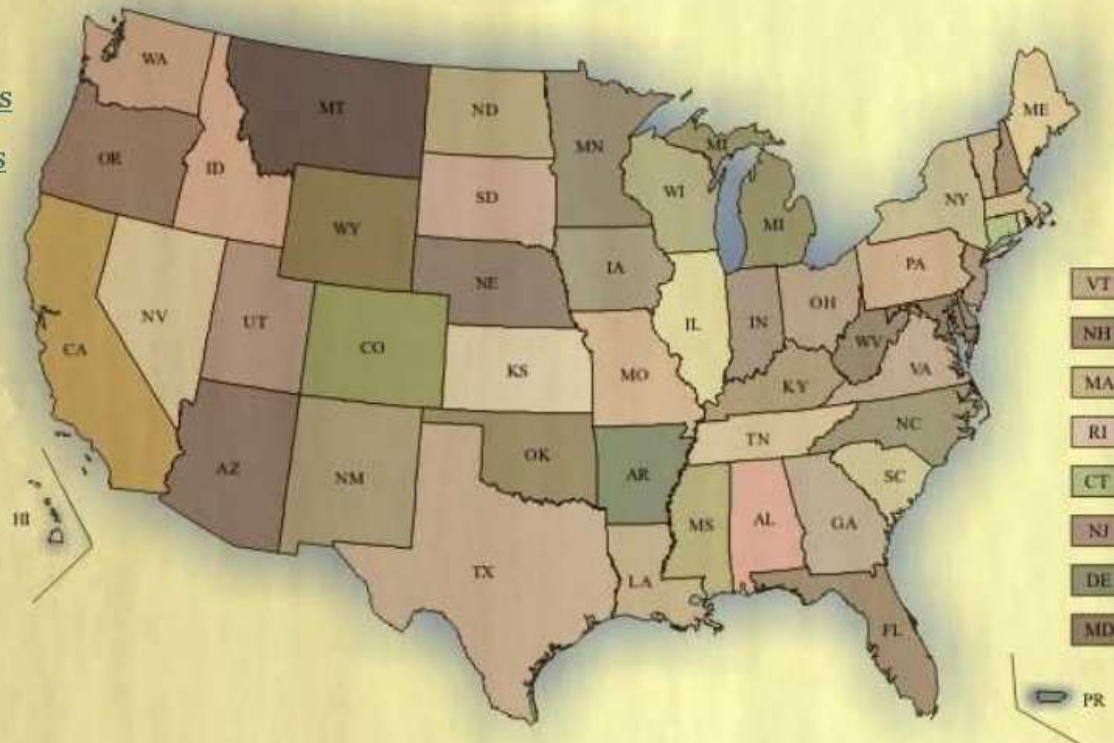 WA
MT
ND
MN
MI
ME
s
OR
ID
SD
WI
NY
s
WY
MI
NE
IA
PA
NV
UT
CO
IL
IN
OH
CA
KS
MO
WV
VA
KY
AZ
NM
OK
AR
TN
NC
SC
HI
TX
MS
AL
GA
LA
FL
VT
NH
MA
RI
CT
NJ
DE
MD
PR